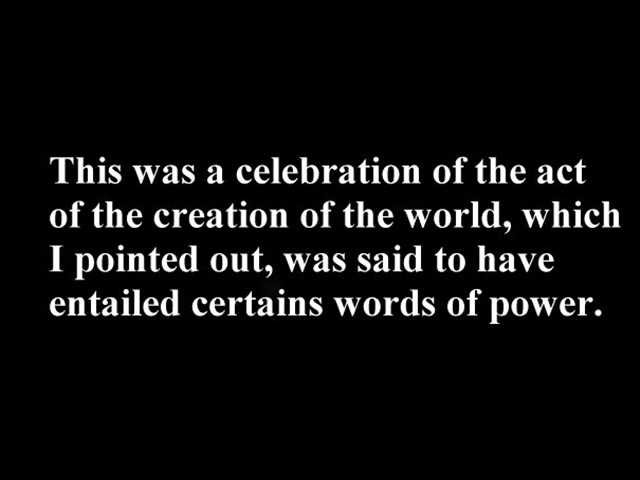 This was a celebration of the act
of the creation of the world, which
I pointed out, was said to have
entailed certains words of power.